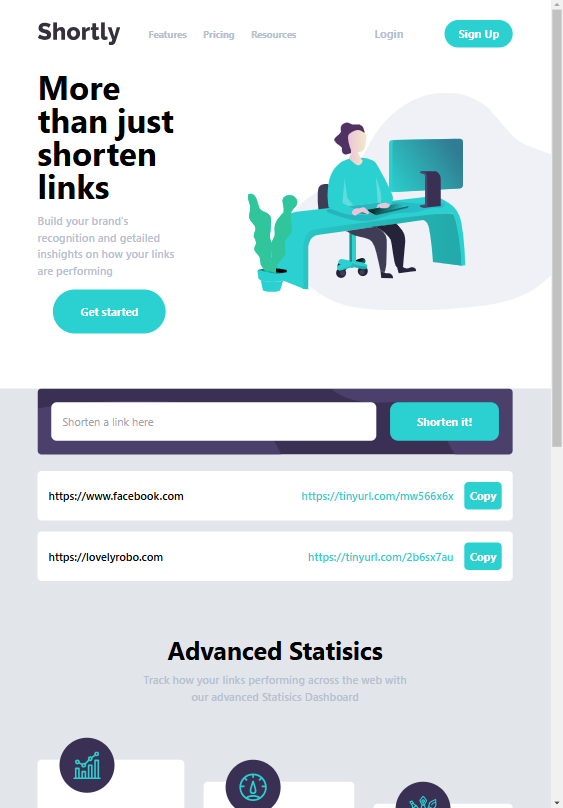 Shortly
Features Pricing Resources Login Sign Up
More
than just
shorten
links
Build your brand's
recognition and getailed
inshights on how your links
are performing
Get started
Shorten a link here
Shorten it!
https://www.facebook.com https://tinyurl.com/mw566x6x Copy
https://lovelyrobo.com https://tinyurl.com/2b6sx7au Copy
Advanced Statisics
Track how your links performing across the web with
our advanced Statisics Dashboard